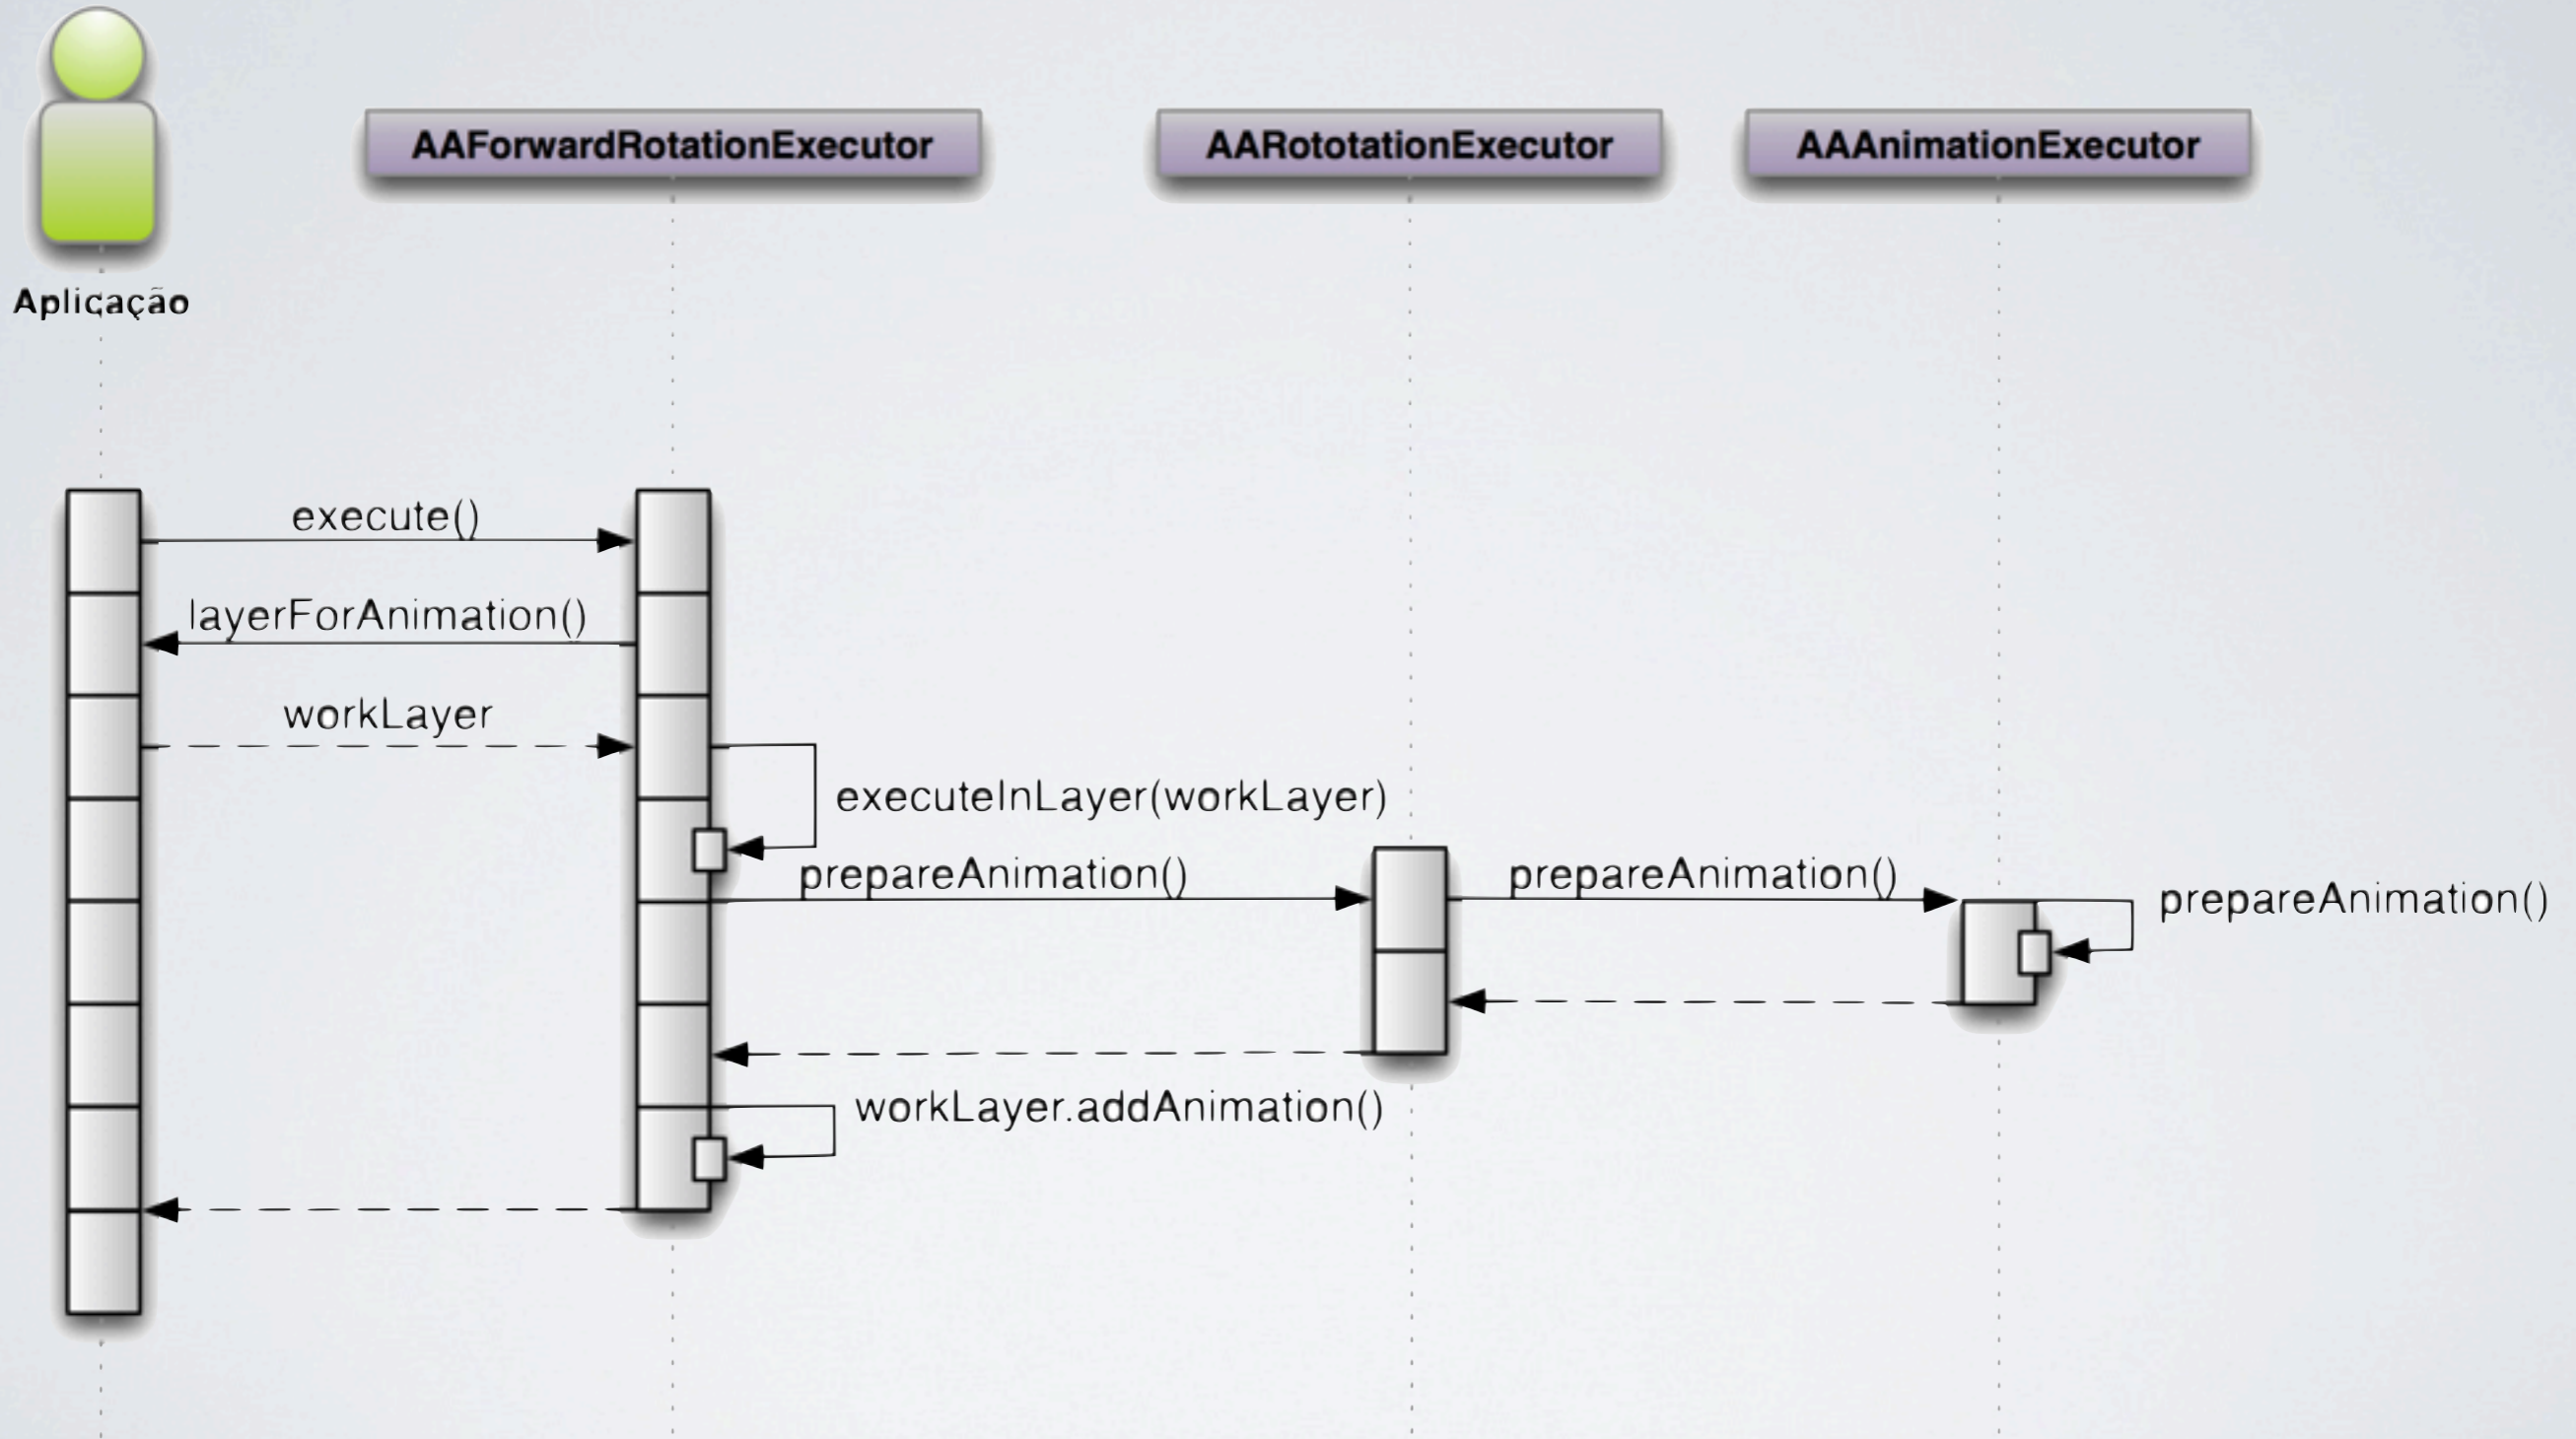 AAForwardRotationExecutor
AARototationExecutor
AAAnimationExecutor
Aplicação
execute()
layerForAnimation()
workLayer
executeInLayer(workLayer)
prepareAnimation()
prepareAnimation()
prepareAnimation()
workLayer.addAnimation()